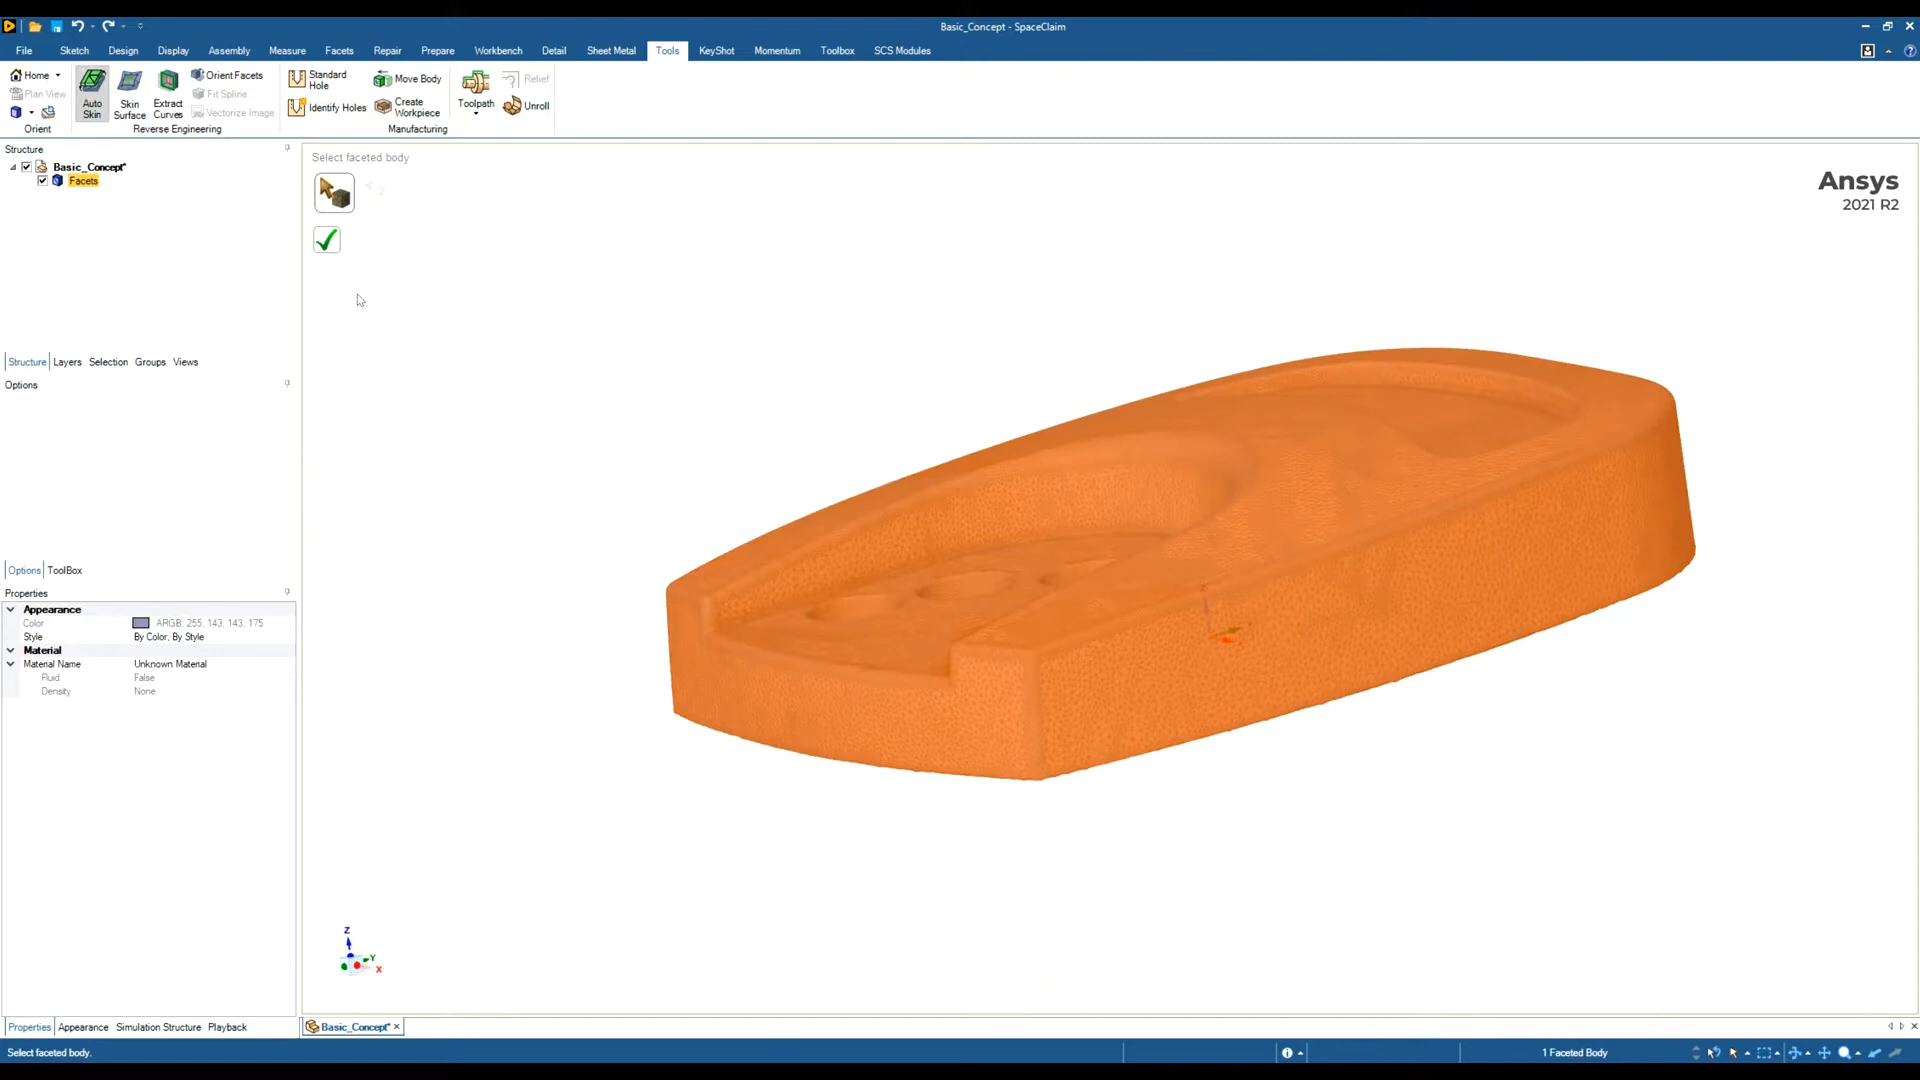 Basic_Concept - SpaceClaim
File Sketch Design Display Assembly Measure Facets Repair Prepare Workbench Detail Sheet Metal Tools KeyShot Momentum Toolbox SCS Modules
Home
Plan View
Orient
Auto Skin
Skin Surface
Extract Curves
Orient Facets
Fit Spline
Vectorize Image
Reverse Engineering
Standard Hole
Identify Holes
Move Body
Create Workpiece
Toolpath
Relief
Unroll
Manufacturing
Structure
Basic_Concept*
Facets
Structure Layers Selection Groups Views
Options
Options ToolBox
Properties
Appearance
Color ARGB: 255, 143, 143, 175
Style By Color, By Style
Material
Material Name Unknown Material
Fluid False
Density None
Properties Appearance Simulation Structure Playback
Select faceted body
Ansys
2021 R2
Z
Y
X
Basic_Concept*
Select faceted body.
1 Faceted Body